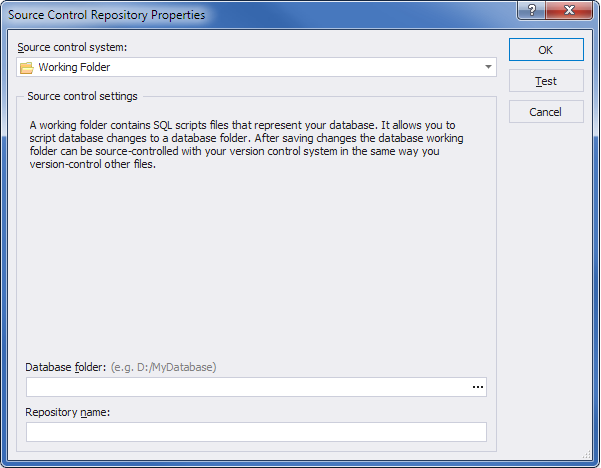 Source Control Repository Properties
?
Source control system:
OK
Working Folder
Test
Source control settings
Cancel
A working folder contains SQL scripts files that represent your database. It allows you to
script database changes to a database folder. After saving changes the database working
folder can be source-controlled with your version control system in the same way you
version-control other files.
Database folder: (e.g. D:/MyDatabase)
...
Repository name: